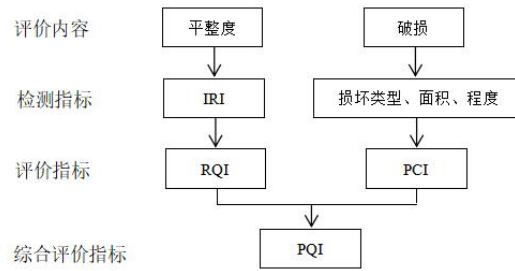 评价内容 平整度 破损
检测指标 IRI 损坏类型、面积、程度
评价指标 RQI PCI
综合评价指标 PQI